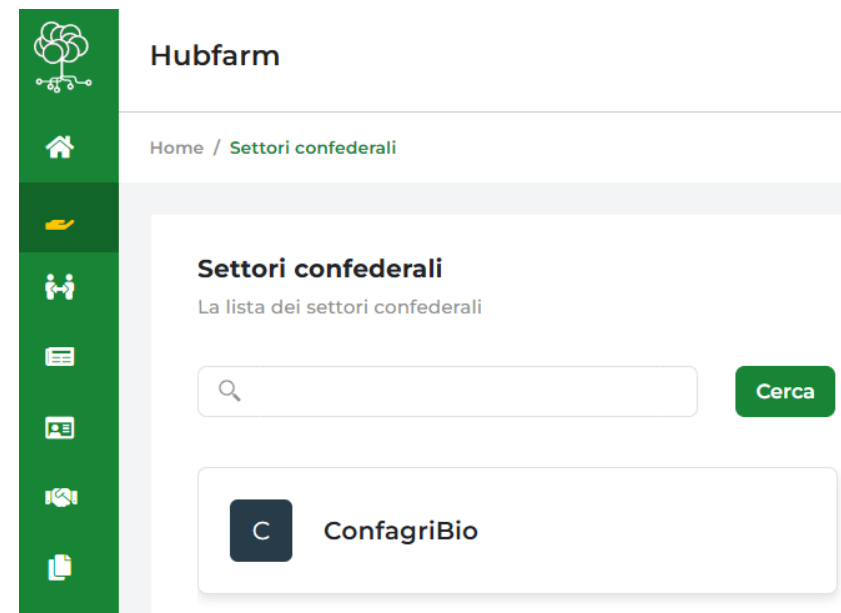 Hubfarm
Home / Settori confederali
Settori confederali
La lista dei settori confederali
Cerca
C
ConfagriBio